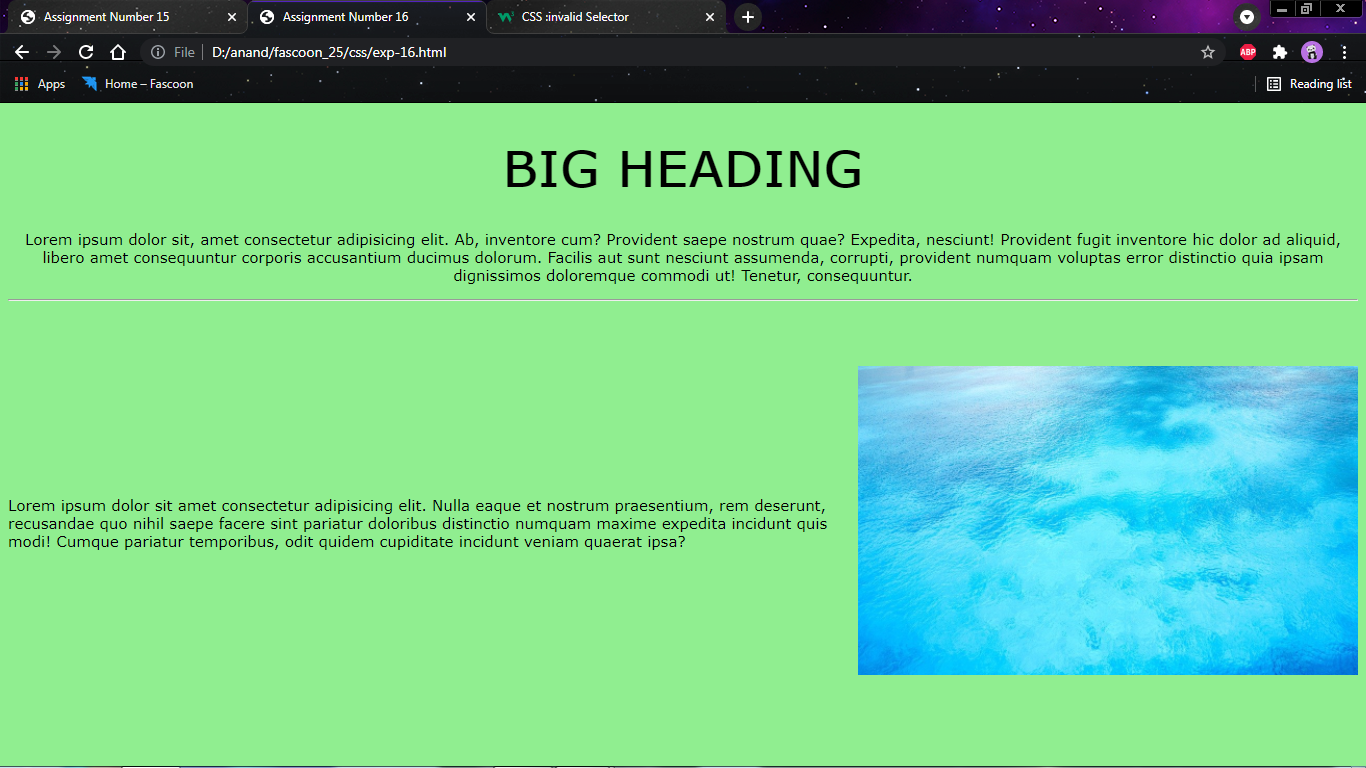 Assignment Number 15
Assignment Number 16
CSS :invalid Selector
File
D:/anand/fascoon_25/css/exp-16.html
ABP
Apps
Home – Fascoon
Reading list
BIG HEADING
Lorem ipsum dolor sit, amet consectetur adipisicing elit. Ab, inventore cum? Provident saepe nostrum quae? Expedita, nesciunt! Provident fugit inventore hic dolor ad aliquid,
libero amet consequuntur corporis accusantium ducimus dolorum. Facilis aut sunt nesciunt assumenda, corrupti, provident numquam voluptas error distinctio quia ipsam
dignissimos doloremque commodi ut! Tenetur, consequuntur.
Lorem ipsum dolor sit amet consectetur adipisicing elit. Nulla eaque et nostrum praesentium, rem deserunt,
recusandae quo nihil saepe facere sint pariatur doloribus distinctio numquam maxime expedita incidunt quis
modi! Cumque pariatur temporibus, odit quidem cupiditate incidunt veniam quaerat ipsa?